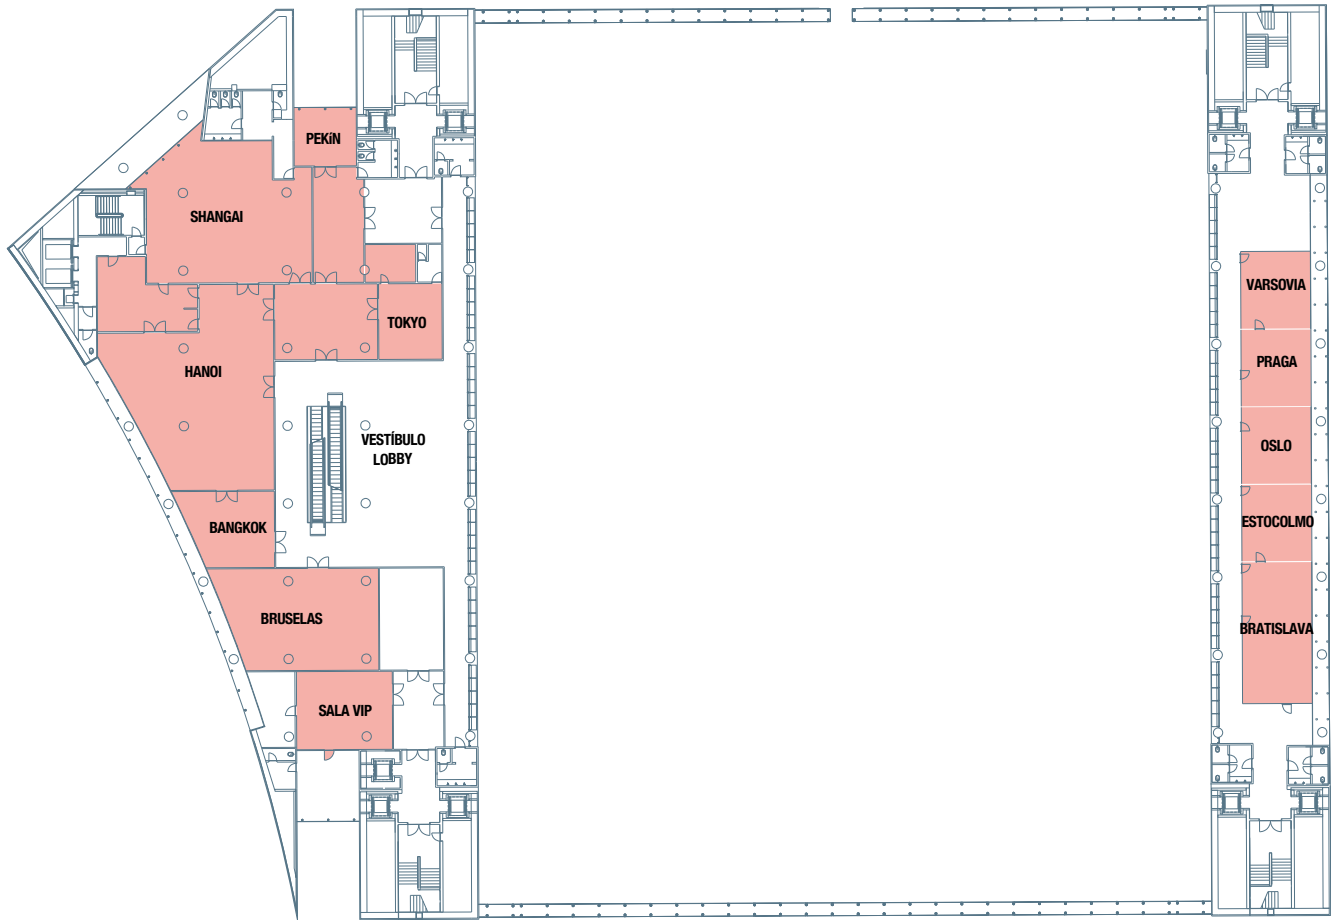 PEKíN
SHANGAI
TOKYO
HANOI
VESTÍBULO
LOBBY
BANGKOK
BRUSELAS
SALA VIP
VARSOVIA
PRAGA
OSLO
ESTOCOLMO
BRATISLAVA